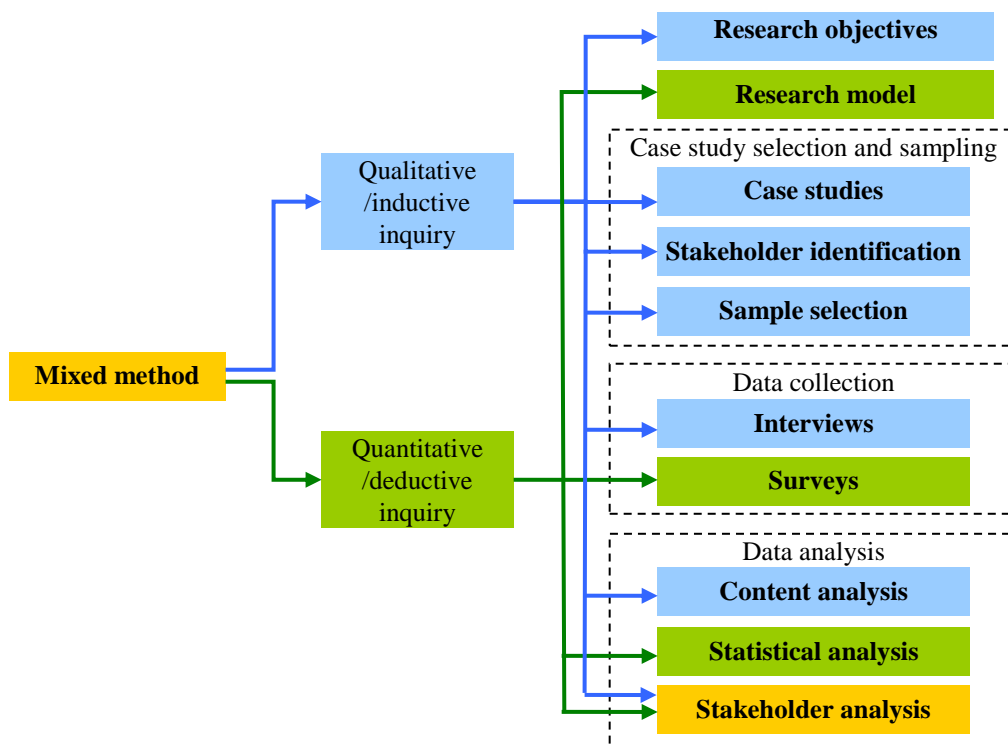 Research objectives
Research model
Case study selection and sampling
Qualitative
/inductive
inquiry
Case studies
Stakeholder identification
Sample selection
Mixed method
Data collection
Interviews
Quantitative
/deductive
inquiry
Surveys
Data analysis
Content analysis
Statistical analysis
Stakeholder analysis